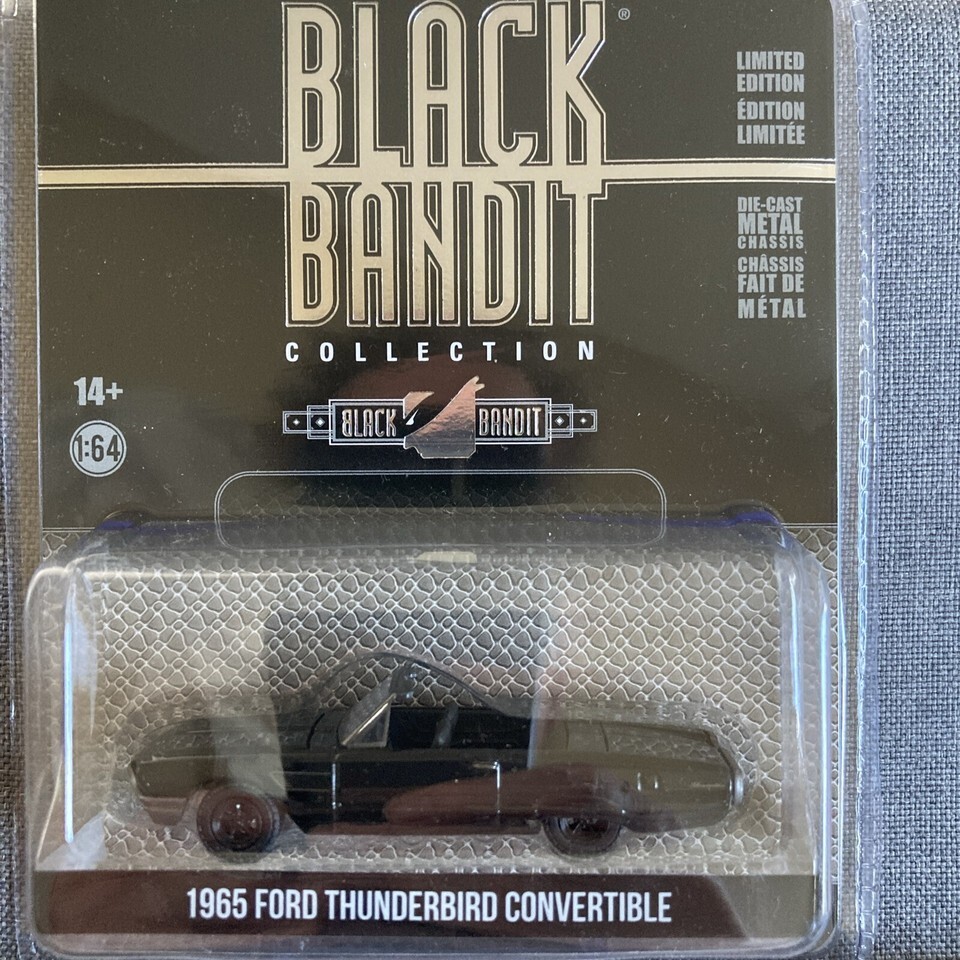 BLACK ®
BANDIT
COLLECTION
BLACK BANDIT
LIMITED
EDITION
ÉDITION
LIMITÉE
DIE-CAST
METAL
CHASSIS
CHÂSSIS
FAIT DE
MÉTAL
14+
1:64
1965 FORD THUNDERBIRD CONVERTIBLE